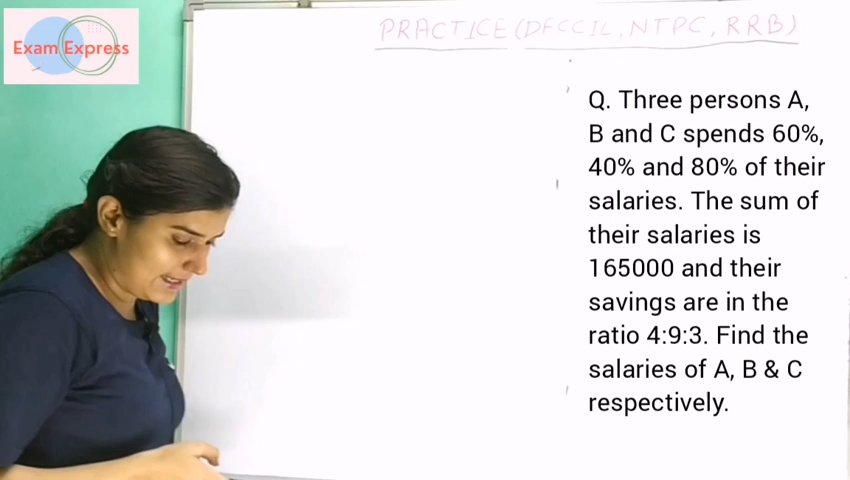 Exam Express
PRACTICE (DFCCIL, NTPC, RRB)
Q. Three persons A,
B and C spends 60%,
40% and 80% of their
salaries. The sum of
their salaries is
165000 and their
savings are in the
ratio 4:9:3. Find the
salaries of A, B & C
respectively.